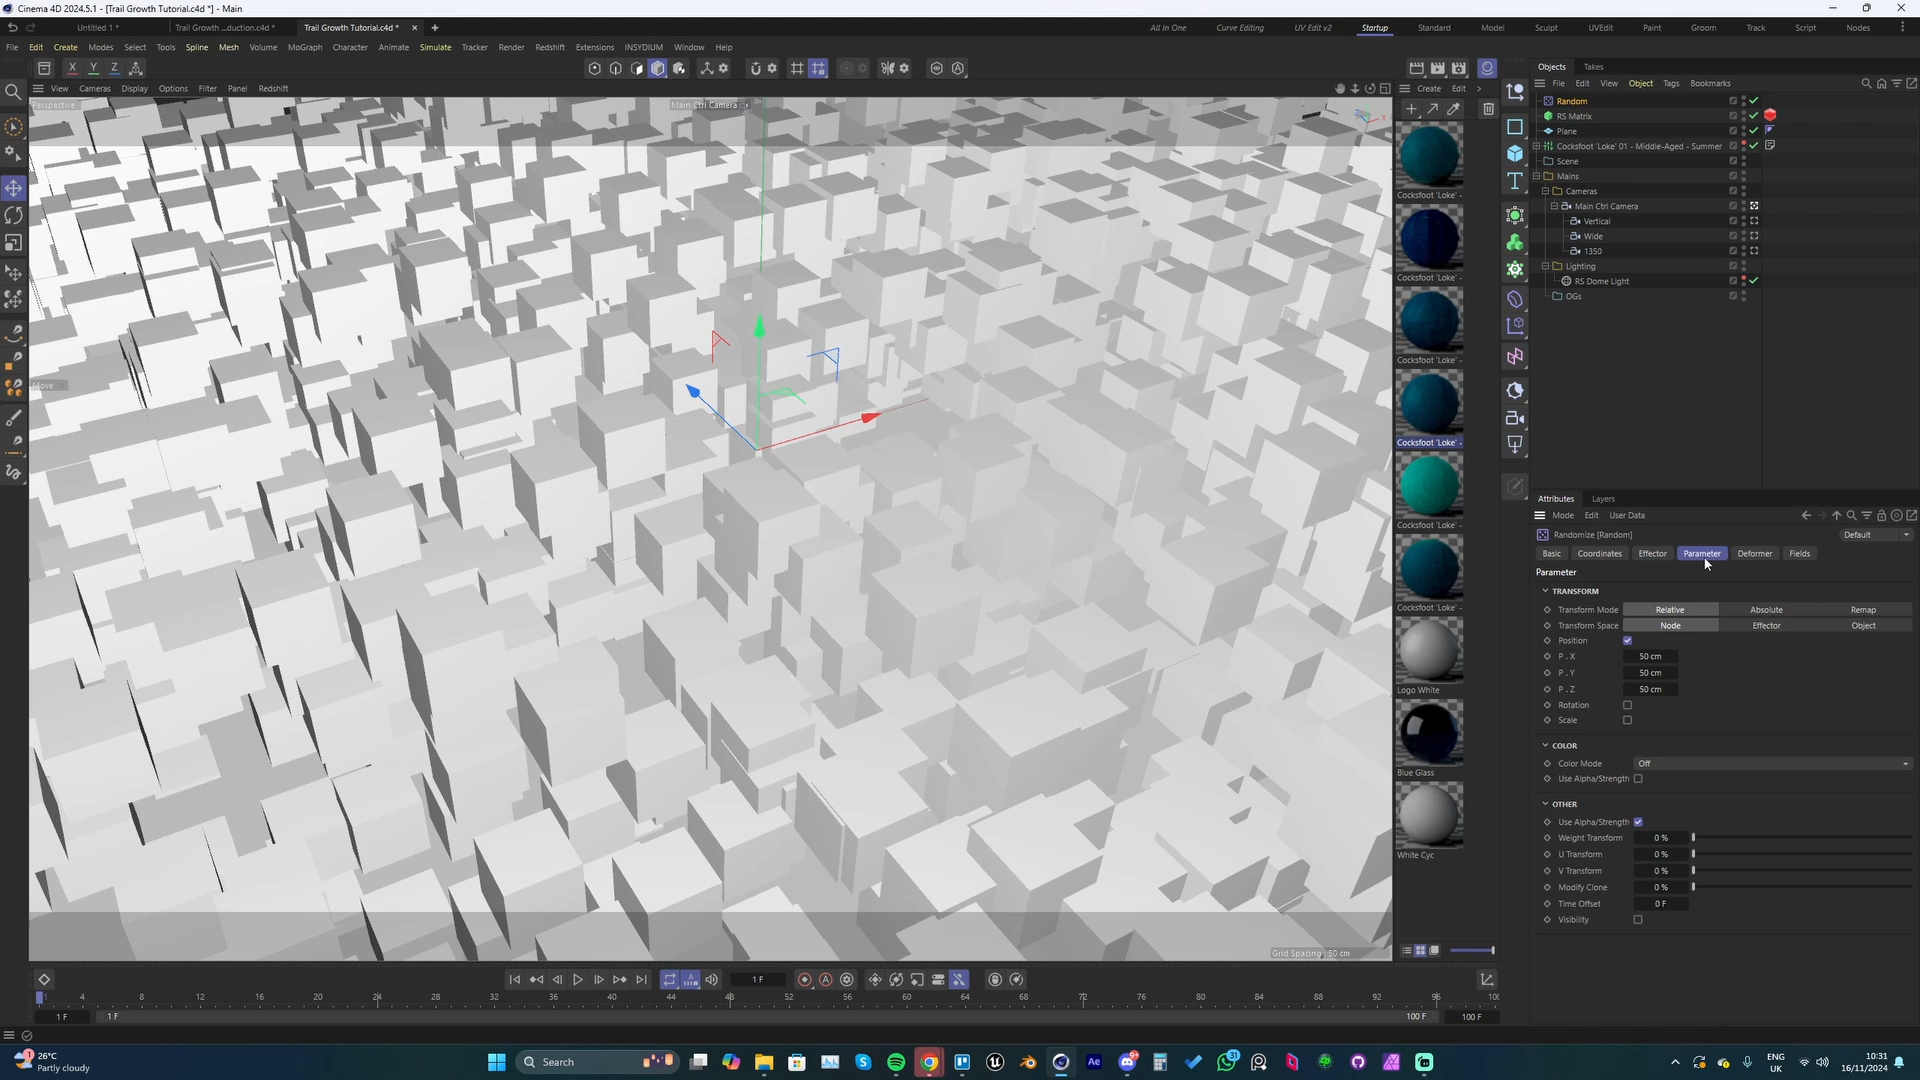 Cinema 4D 2024.5.1 - [Trail Growth Tutorial.c4d *] - Main
Untitled 1 * Trail Growth ...duction.c4d * Trail Growth Tutorial.c4d * All In One Curve Editing UV Edit v2 Startup Standard Model Sculpt UVEdit Paint Groom Track Script Nodes
File Edit Create Modes Select Tools Spline Mesh Volume MoGraph Character Animate Simulate Tracker Render Redshift Extensions INSYDIUM Window Help
X Y Z
View Cameras Display Options Filter Panel Redshift
Create Edit
Perspective
Main Ctrl Camera
Move
Grid Spacing : 50 cm
Cocksfoot 'Loke' -
Cocksfoot 'Loke' -
Cocksfoot 'Loke' -
Cocksfoot 'Loke' -
Cocksfoot 'Loke' -
Cocksfoot 'Loke' -
Logo White
Blue Glass
White Cyc
Objects Takes
File Edit View Object Tags Bookmarks
Random
RS Matrix
Plane
Cocksfoot 'Loke' 01 - Middle-Aged - Summer
Scene
Mains
Cameras
Main Ctrl Camera
Vertical
Wide
1350
Lighting
RS Dome Light
OGs
Attributes Layers
Mode Edit User Data
Randomize [Random] Default
Basic Coordinates Effector Parameter Deformer Fields
Parameter
TRANSFORM
Transform Mode Relative Absolute Remap
Transform Space Node Effector Object
Position
P . X 50 cm
P . Y 50 cm
P . Z 50 cm
Rotation
Scale
COLOR
Color Mode Off
Use Alpha/Strength
OTHER
Use Alpha/Strength
Weight Transform 0 %
U Transform 0 %
V Transform 0 %
Modify Clone 0 %
Time Offset 0 F
Visibility
1 F
1 4 8 12 16 20 24 28 32 36 40 44 48 52 56 60 64 68 72 76 80 84 88 92 96 100
1 F 1 F 100 F 100 F
26°C
Partly cloudy
Search
ENG
UK
10:31
16/11/2024